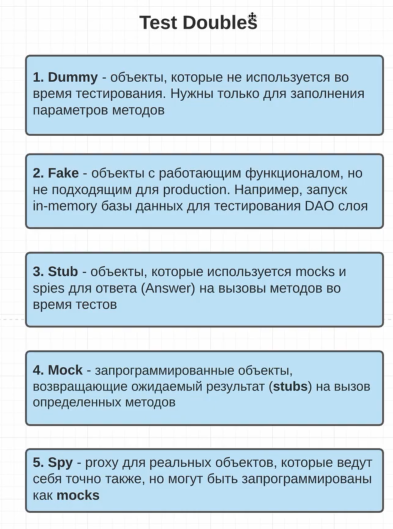 Test Doubles
1. Dummy - объекты, которые не используется во
время тестирования. Нужны только для заполнения
параметров методов
2. Fake - объекты с работающим функционалом, но
не подходящим для production. Например, запуск
in-memory базы данных для тестирования DAO слоя
3. Stub - объекты, которые используется mocks и
spies для ответа (Answer) на вызовы методов во
время тестов
4. Mock - запрограммированные объекты,
возвращающие ожидаемый результат (stubs) на вызов
определенных методов
5. Spy - proxy для реальных объектов, которые ведут
себя точно также, но могут быть запрограммированы
как mocks